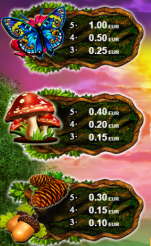 5- 1.00 EUR
4- 0.50 EUR
3- 0.25 EUR
5- 0.40 EUR
4- 0.20 EUR
3- 0.15 EUR
5- 0.30 EUR
4- 0.15 EUR
3- 0.10 EUR